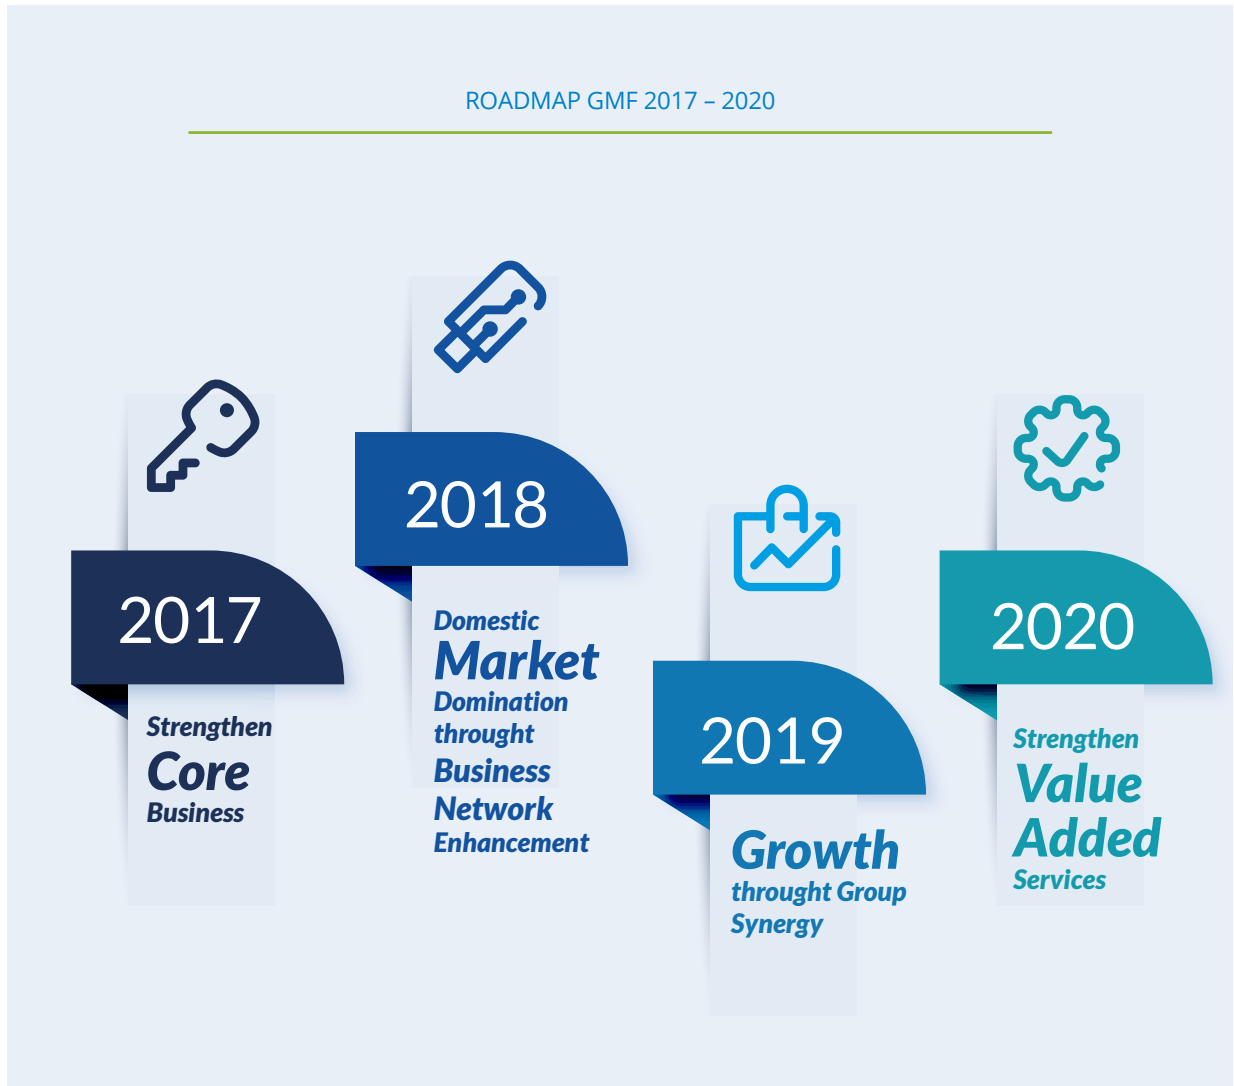 ROADMAP GMF 2017 – 2020
2017
Strengthen
Core
Business
2018
Domestic
Market
Domination
throught
Business
Network
Enhancement
2019
Growth
throught Group
Synergy
2020
Strengthen
Value
Added
Services